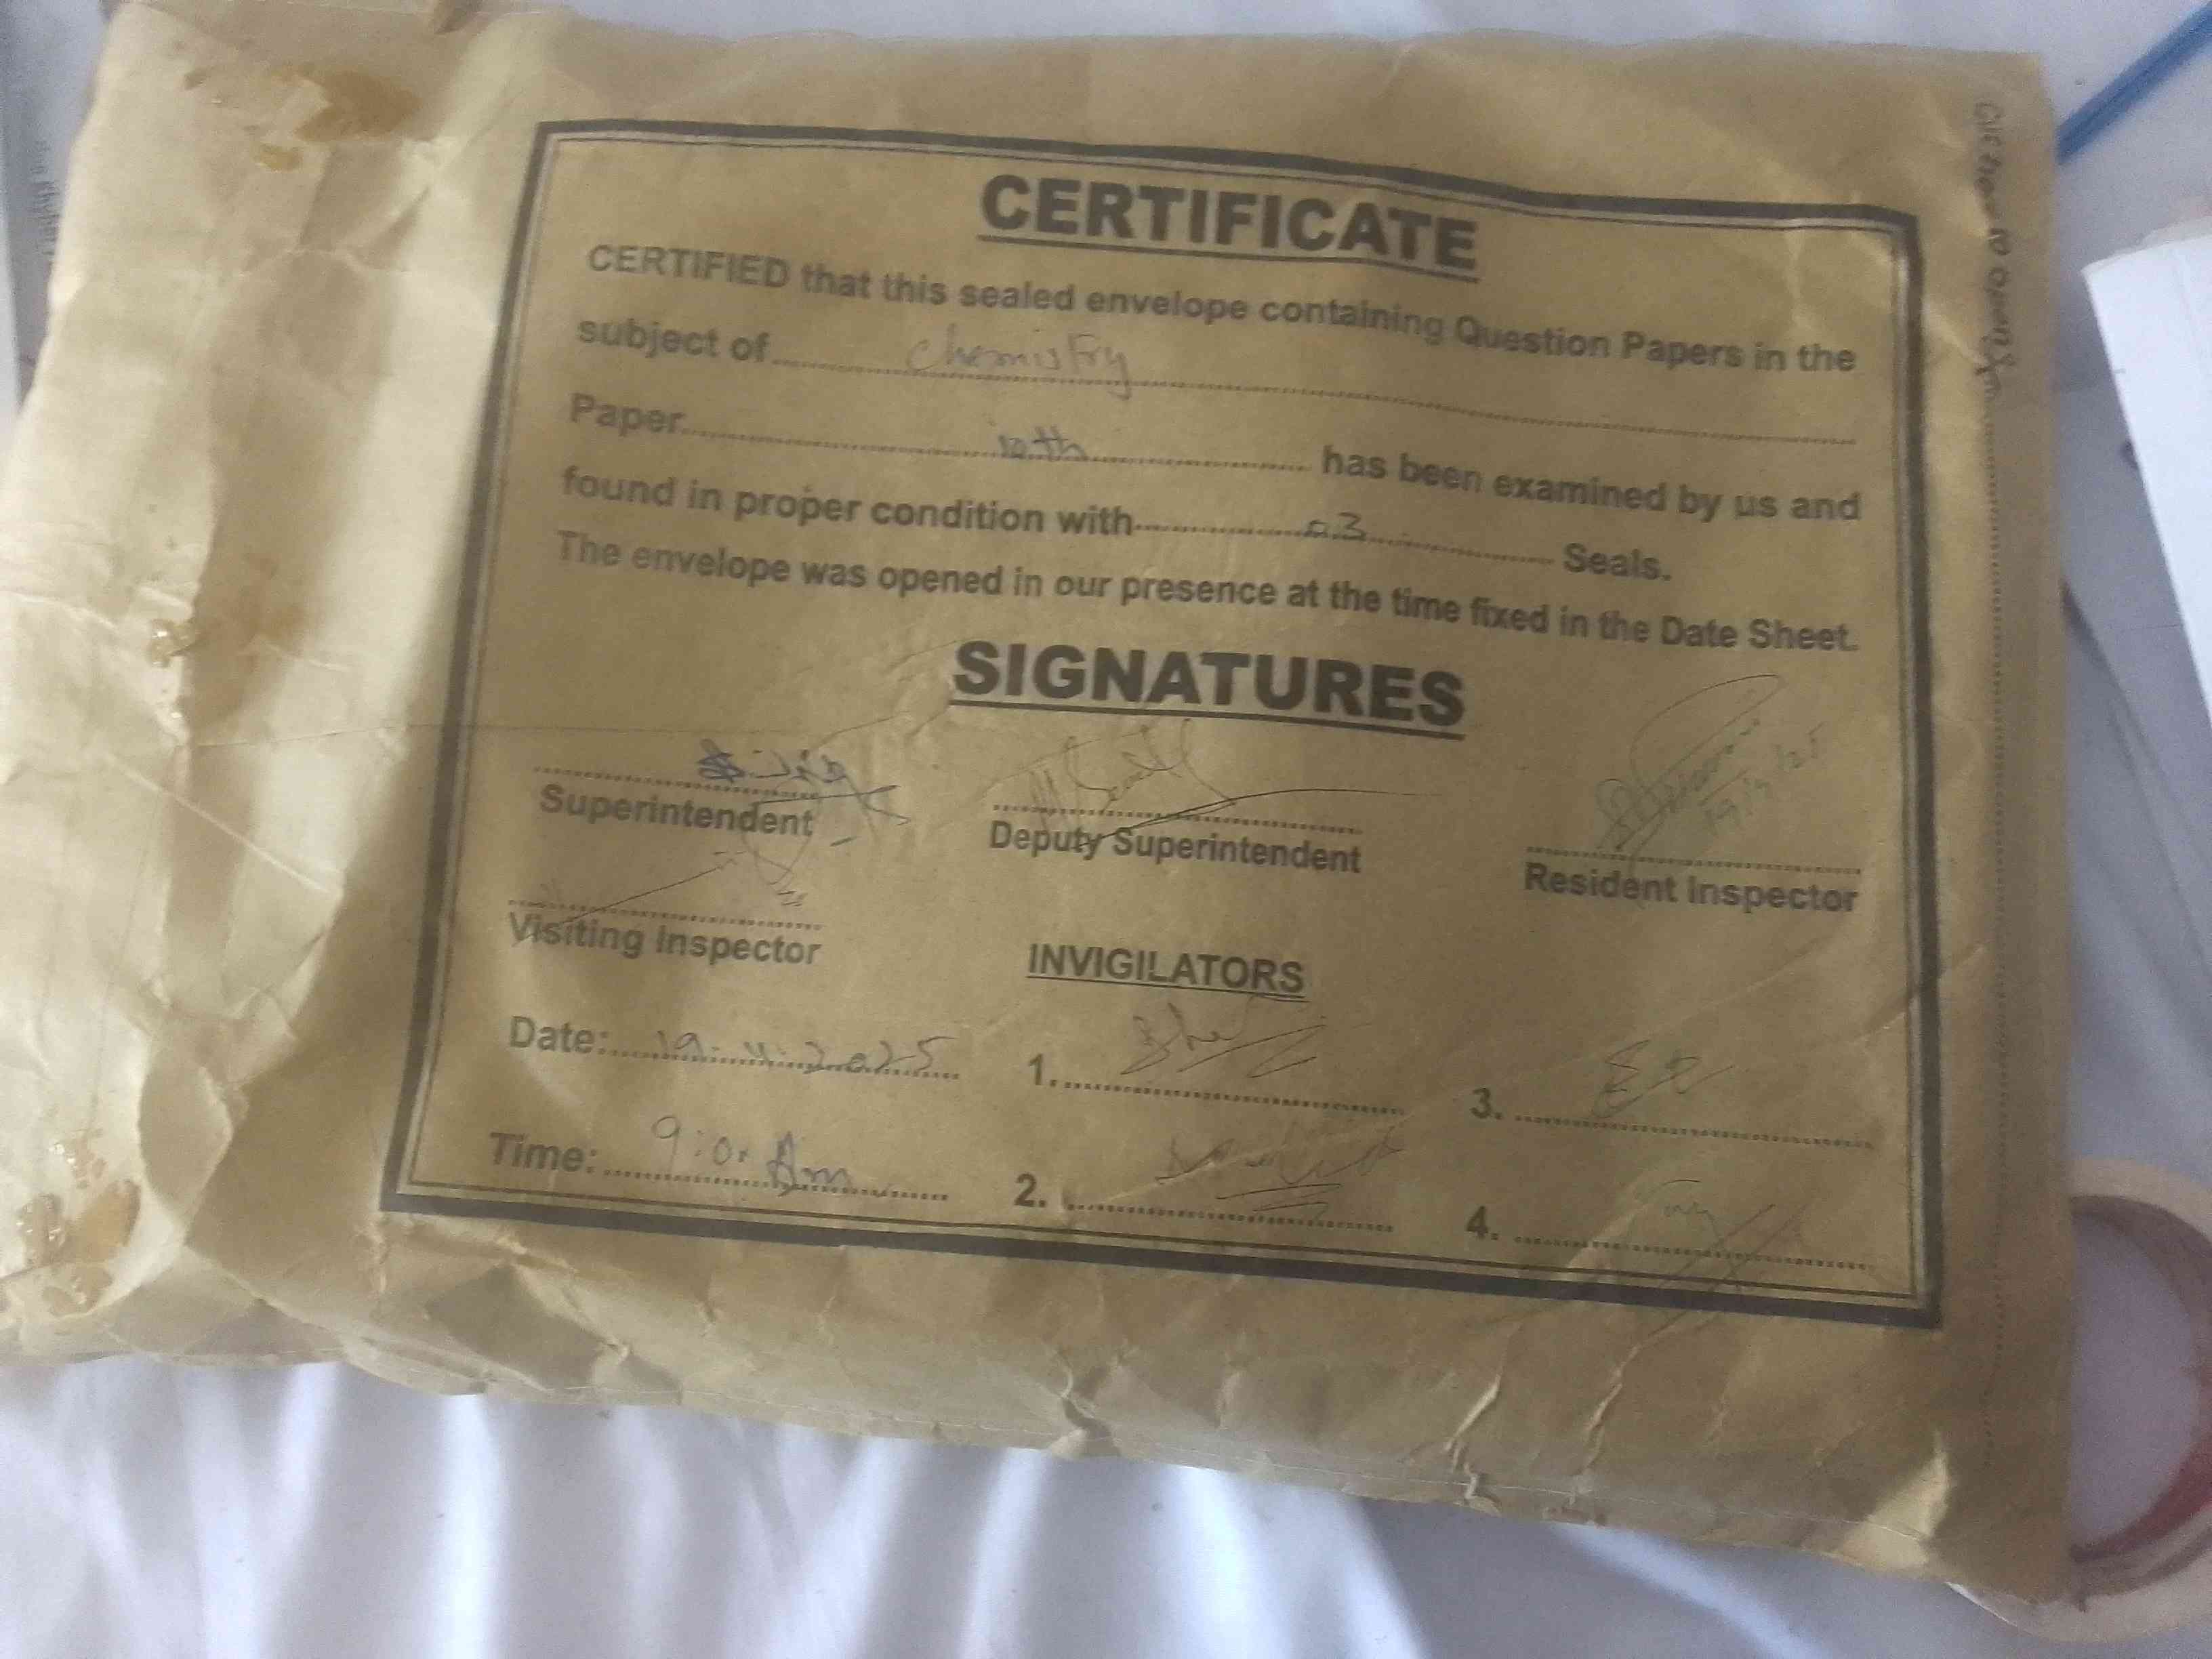 CERTIFICATE
CERTIFIED that this sealed envelope containing Question Papers in the
subject of chemistry
Paper 10th has been examined by us and
found in proper condition with 03 Seals.
The envelope was opened in our presence at the time fixed in the Date Sheet.
SIGNATURES
Superintendent
Deputy Superintendent
Resident Inspector
Visiting Inspector
INVIGILATORS
Date: 19.4.2025
1.
3.
Time: 9:0 Am
2.
4.